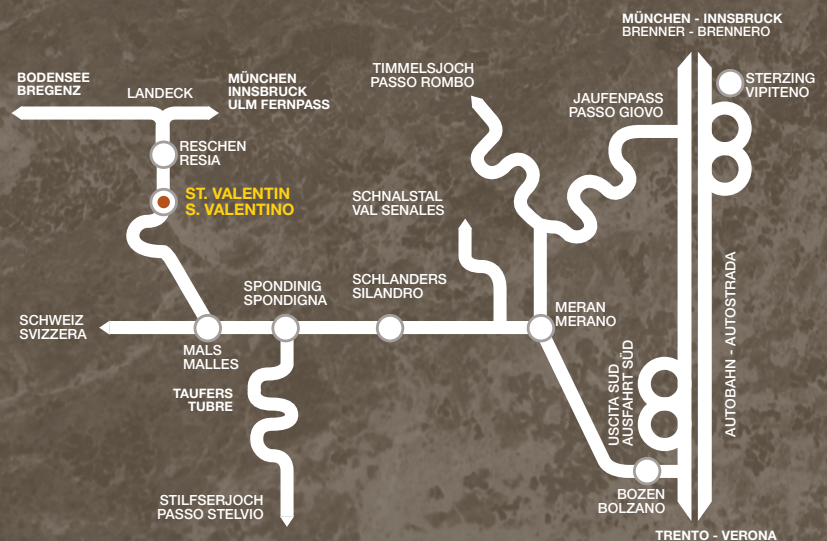 MÜNCHEN - INNSBRUCK
BRENNER - BRENNERO
BODENSEE
BREGENZ
LANDECK
MÜNCHEN
INNSBRUCK
ULM FERNPASS
TIMMELSJOCH
PASSO ROMBO
JAUFENPASS
PASSO GIOVO
STERZING
VIPITENO
RESCHEN
RESIA
ST. VALENTIN
S. VALENTINO
SCHNALSTAL
VAL SENALES
SPONDINIG
SPONDIGNA
SCHLANDERS
SILANDRO
SCHWEIZ
SVIZZERA
MALS
MALLES
MERAN
MERANO
TAUFERS
TUBRE
USCITA SUD
AUSFAHRT SÜD
AUTOBAHN - AUTOSTRADA
STILFSERJOCH
PASSO STELVIO
BOZEN
BOLZANO
TRENTO - VERONA